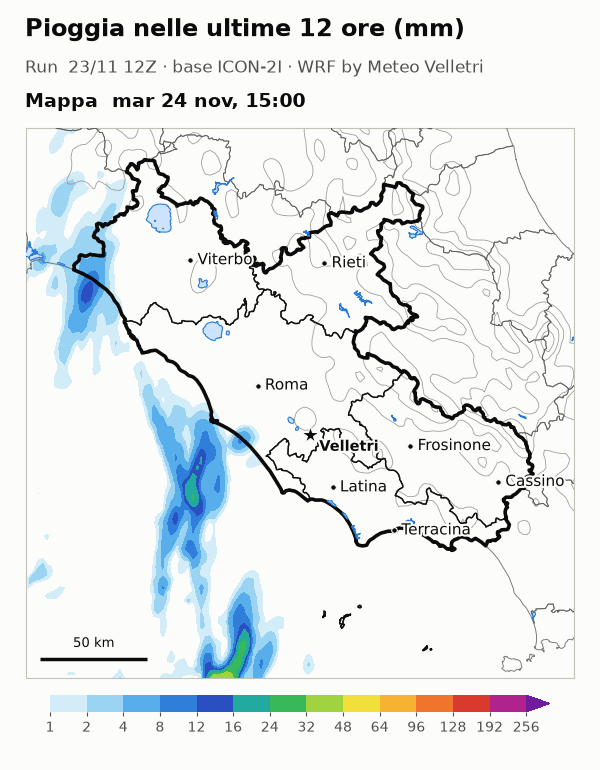 Pioggia nelle ultime 12 ore (mm)
Run  23/11 12Z · base ICON-2I · WRF by Meteo Velletri
Mappa  mar 24 nov, 15:00
Viterbo
Rieti
Roma
Velletri
Frosinone
Latina
Cassino
Terracina
50 km
1 2 4 8 12 16 24 32 48 64 96 128 192 256